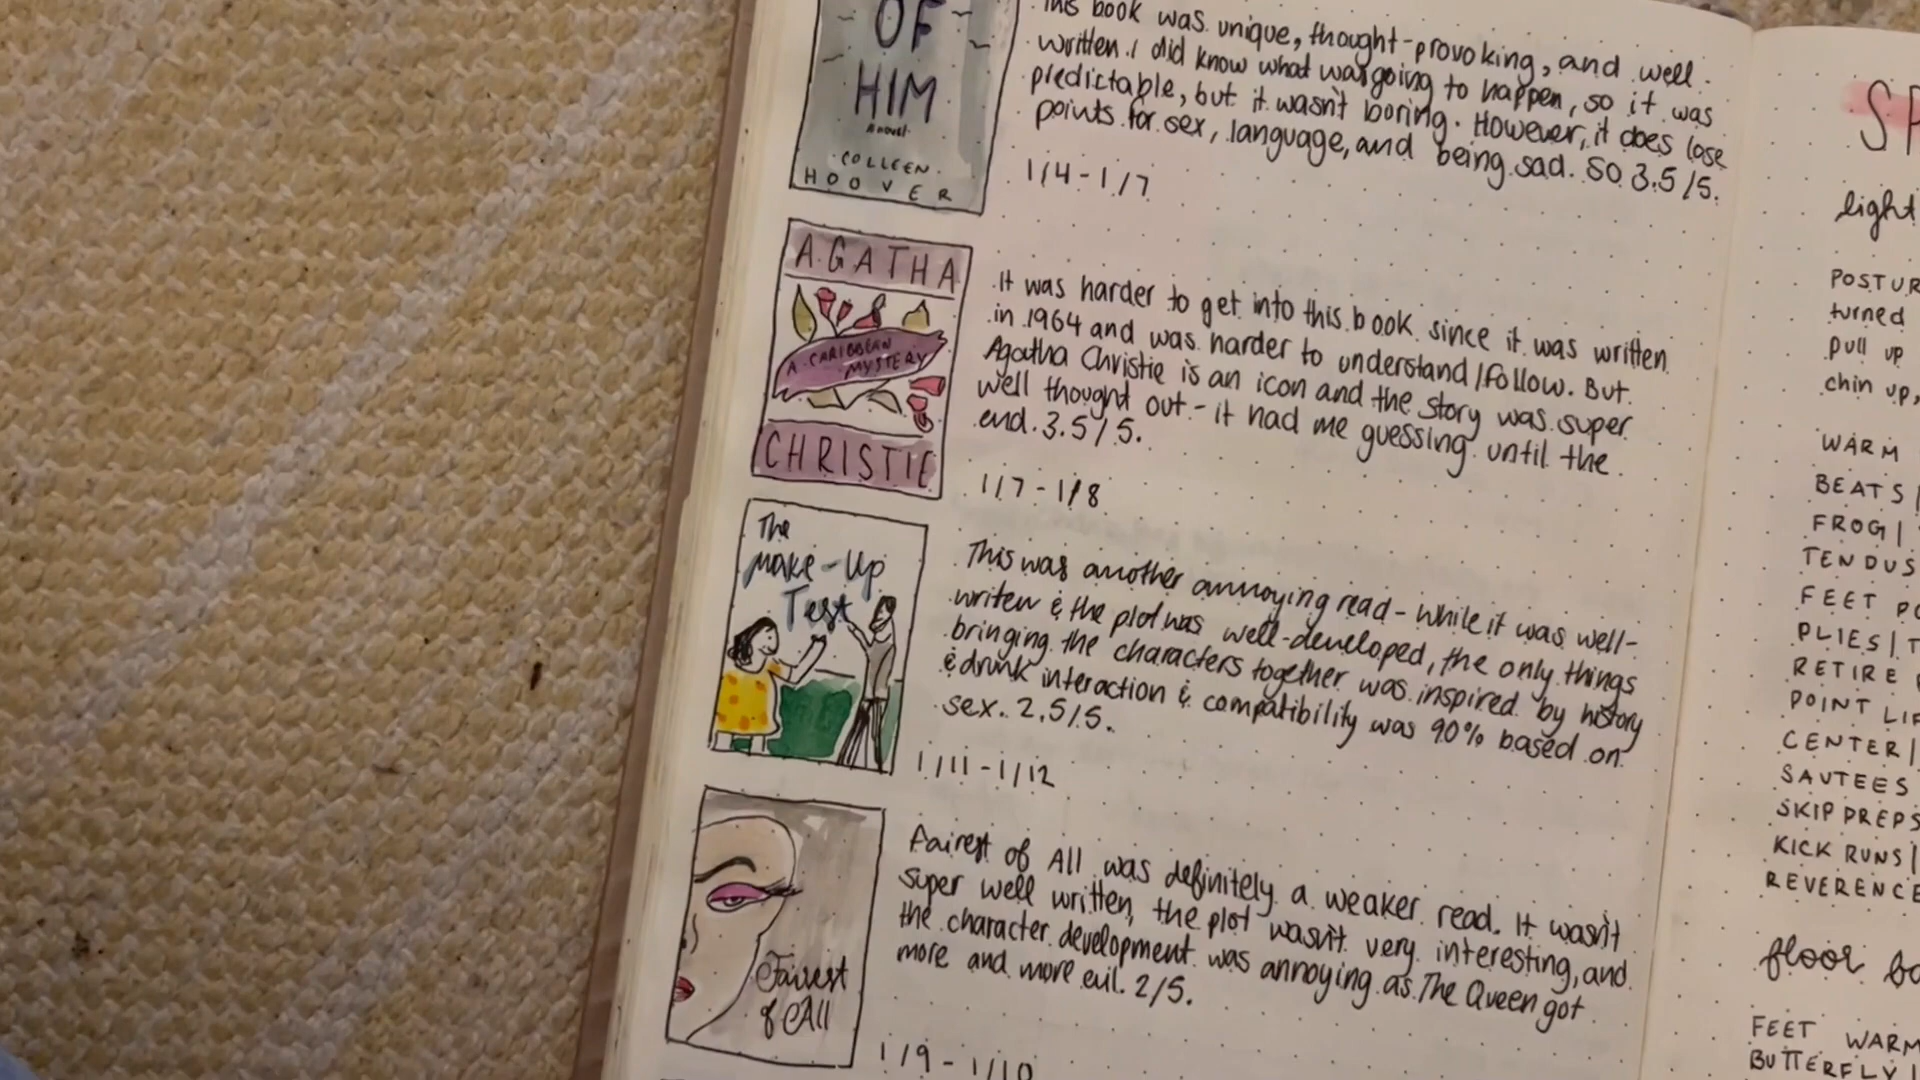 OF
HIM
a novel
COLLEEN
HOOVER
This book was unique, thought-provoking, and well
written. I did know what was going to happen, so it was
predictable, but it wasn't boring. However, it does lose
points for sex, language, and being sad. SO 3.5/5.
1/4 - 1/7
AGATHA
A CARIBBEAN
MYSTERY
CHRISTIE
It was harder to get into this book since it was written
in 1964 and was harder to understand/follow. But
Agatha Christie is an icon and the story was super
well thought out - it had me guessing until the
end. 3.5/5.
1/7 - 1/8
The
Make-Up
Test
This was another annoying read - while it was well-
writen & the plot was well-developed, the only things
bringing the characters together was inspired by history
& drunk interaction & compatibility was 90% based on
sex. 2.5/5.
1/11 - 1/12
Fairest
of All
Fairest of All was definitely a weaker read. It wasn't
super well written, the plot wasn't very interesting, and
the character development was annoying as The Queen got
more and more evil. 2/5.
1/9 - 1/10
SP
light
POSTUR
turned
pull up
chin up,
WARM
BEATS |
FROG |
TENDUS
FEET PO
PLIES | T
RETIRE
POINT LIF
CENTER |
SAUTEES
SKIP PREPS
KICK RUNS |
REVERENCE
floor ba
FEET WARM
BUTTERFLY |